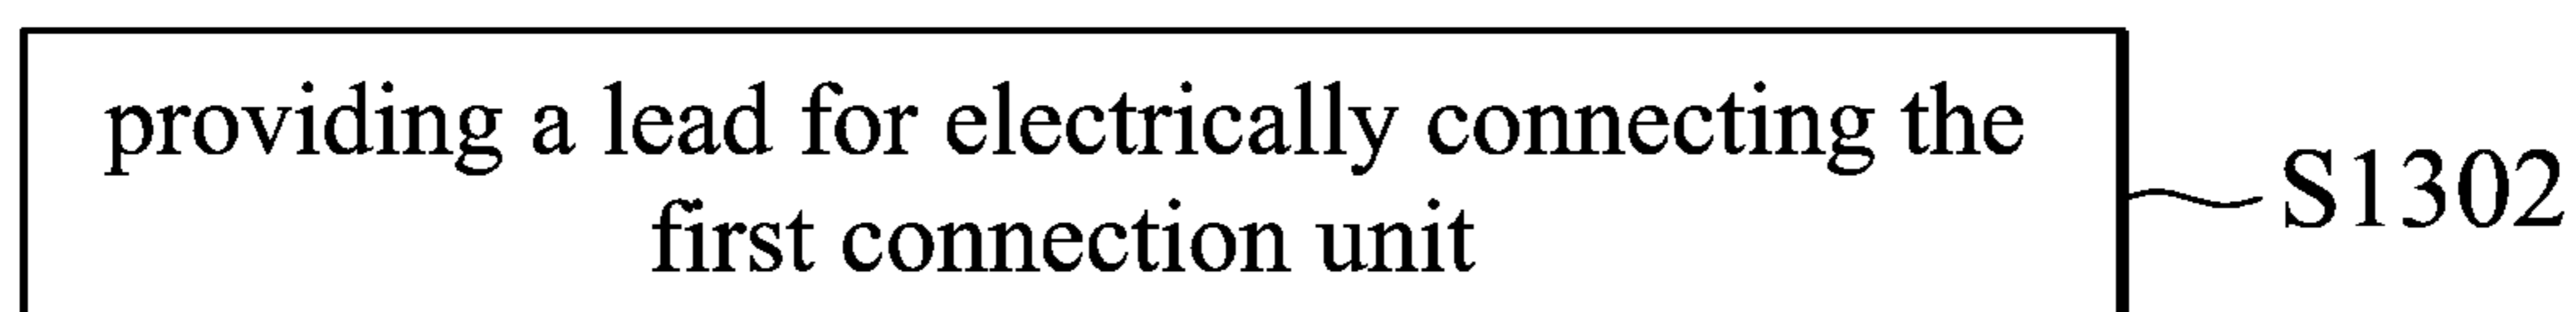 providing a lead for electrically connecting the
first connection unit
S1302